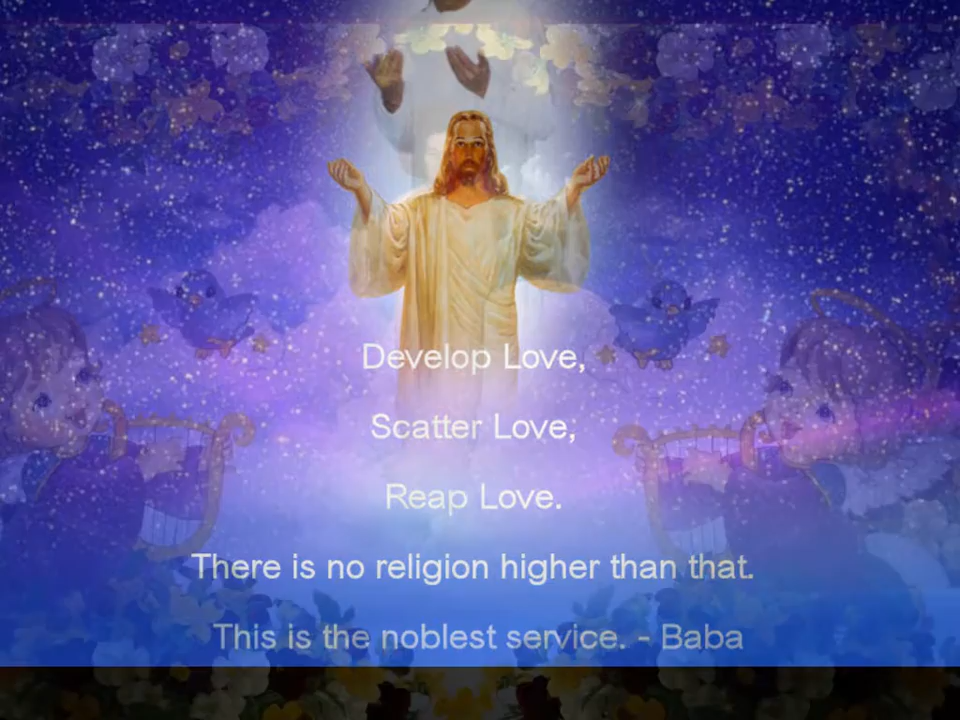 Develop Love,
Scatter Love,
Reap Love.
There is no religion higher than that.
This is the noblest service. - Baba